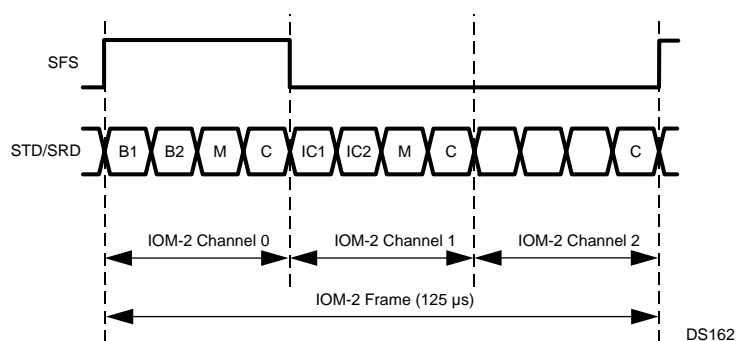 SFS
STD/SRD B1 B2 M C IC1 IC2 M C C
IOM-2 Channel 0 IOM-2 Channel 1 IOM-2 Channel 2
IOM-2 Frame (125 µs)
DS162